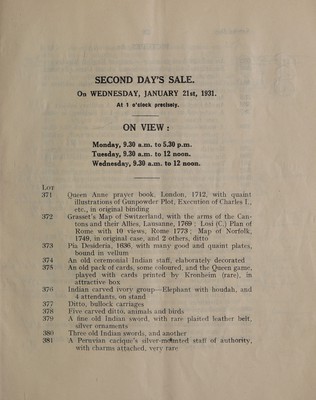 SECOND DAY'S SALE.
On WEDNESDAY, JANUARY 21st, 1931.
At 1 o'clock precisely.
ON VIEW:
Monday, 9.30 a.m. to 5.30 p.m.
Tuesday, 9.30 a.m. to 12 noon.
Wednesday, 9.30 a.m. to 12 noon.
Lot
371 Queen Anne prayer book, London, 1712, with quaint
illustrations of Gunpowder Plot, Execution of Charles I.,
etc., in original binding
372 Grasset's Map of Switzerland, with the arms of the Can-
tons and their Allies, Lausanne, 1769; Losi (C.) Plan of
Rome with 10 views, Rome 1773; Map of Norfolk,
1749, in original case, and 2 others, ditto
373 Pia Desideria, 1636, with many good and quaint plates,
bound in vellum
374 An old ceremonial Indian staff, elaborately decorated
375 An old pack of cards, some coloured, and the Queen game,
played with cards printed by Kronheim (rare), in
attractive box
376 Indian carved ivory group—Elephant with houdah, and
4 attendants, on stand
377 Ditto, bullock carriages
378 Five carved ditto, animals and birds
379 A fine old Indian sword, with rare plaited leather belt,
silver ornaments
380 Three old Indian swords, and another
381 A Peruvian cacique's silver-mounted staff of authority,
with charms attached, very rare